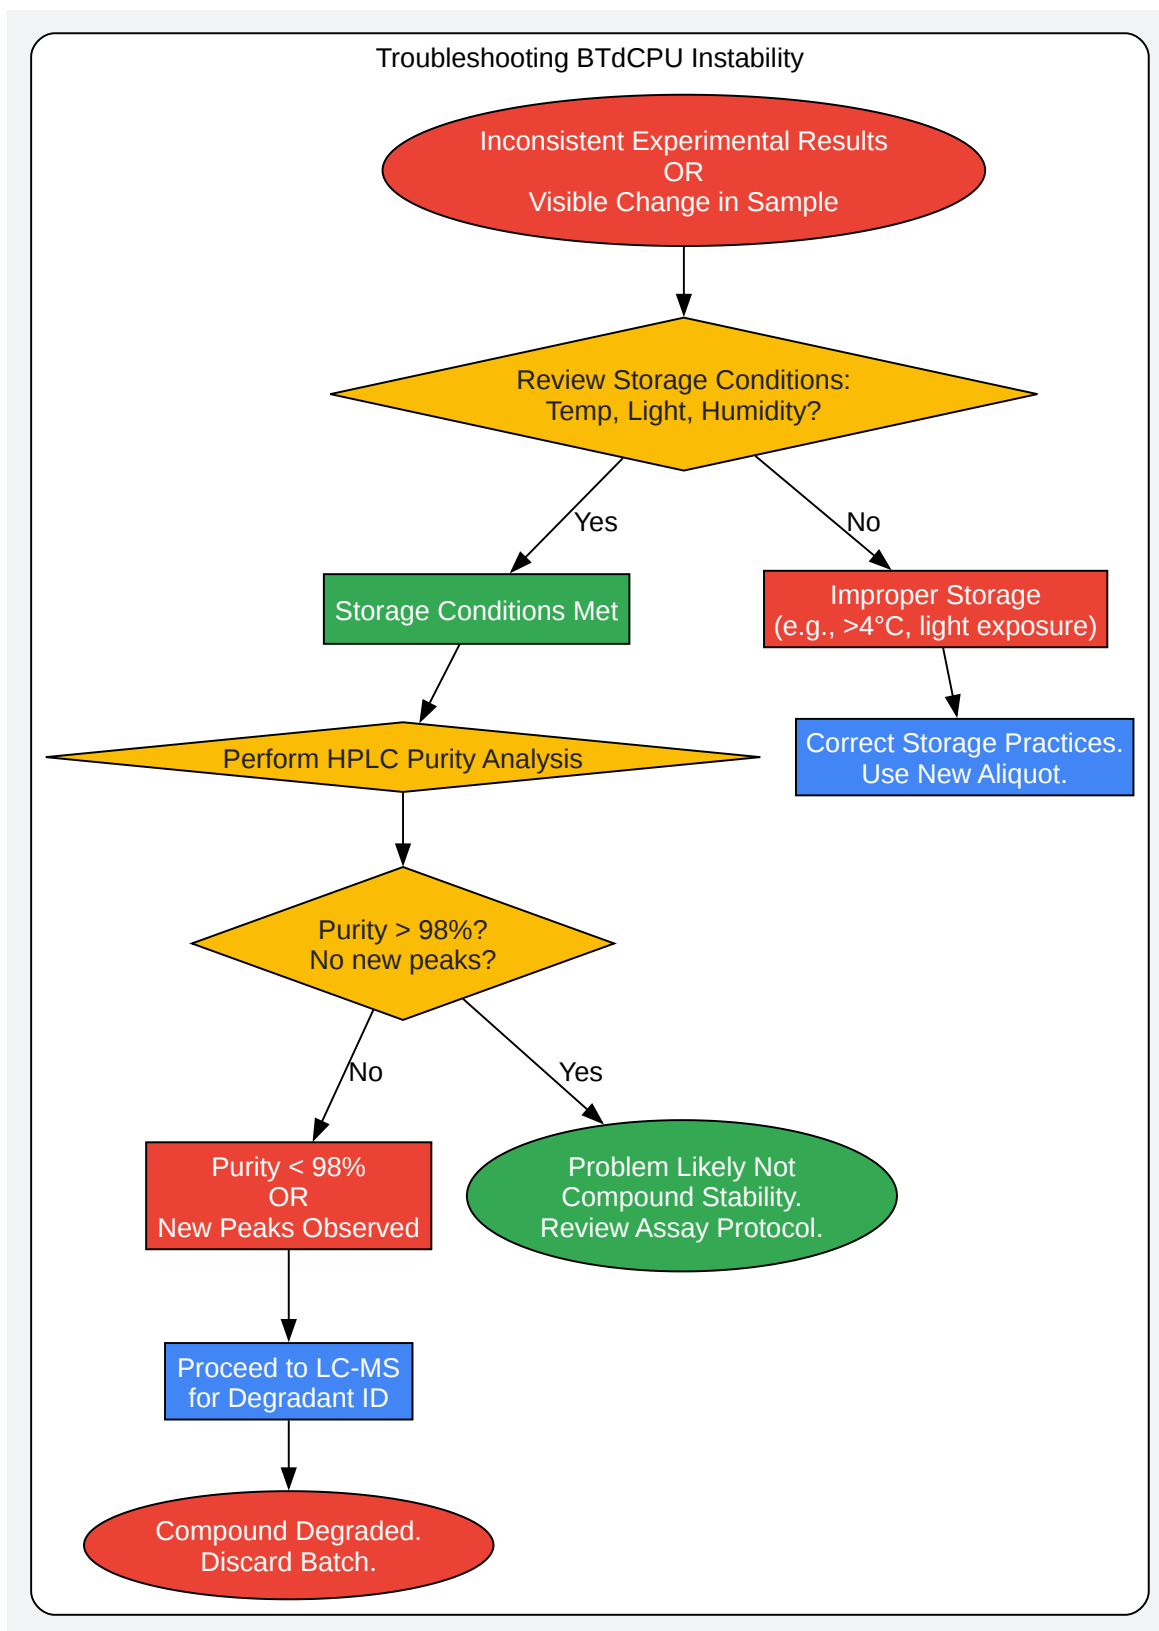 Troubleshooting BTdCPU Instability
Inconsistent Experimental Results
OR
Visible Change in Sample
Review Storage Conditions:
Temp, Light, Humidity?
Yes
No
Storage Conditions Met
Improper Storage
(e.g., >4°C, light exposure)
Perform HPLC Purity Analysis
Correct Storage Practices.
Use New Aliquot.
Purity > 98%?
No new peaks?
No
Yes
Purity < 98%
OR
New Peaks Observed
Problem Likely Not
Compound Stability.
Review Assay Protocol.
Proceed to LC-MS
for Degradant ID
Compound Degraded.
Discard Batch.